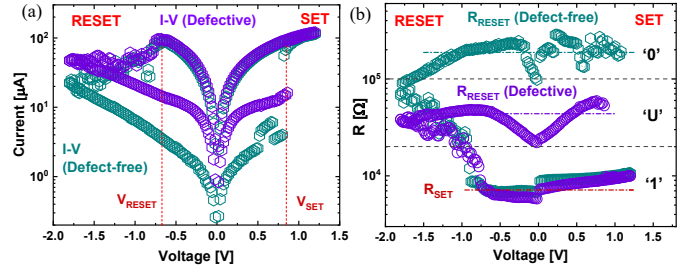 (a)
RESET
I-V (Defective)
SET
I-V
(Defect-free)
V_RESET
V_SET
Current [µA]
10²
10¹
10⁰
-2.0 -1.5 -1.0 -0.5 0.0 0.5 1.0 1.5
Voltage [V]
(b)
RESET
R_RESET (Defect-free)
SET
'0'
R_RESET (Defective)
'U'
R_SET
'1'
R [Ω]
10⁵
10⁴
-2.0 -1.5 -1.0 -0.5 0.0 0.5 1.0 1.5
Voltage [V]